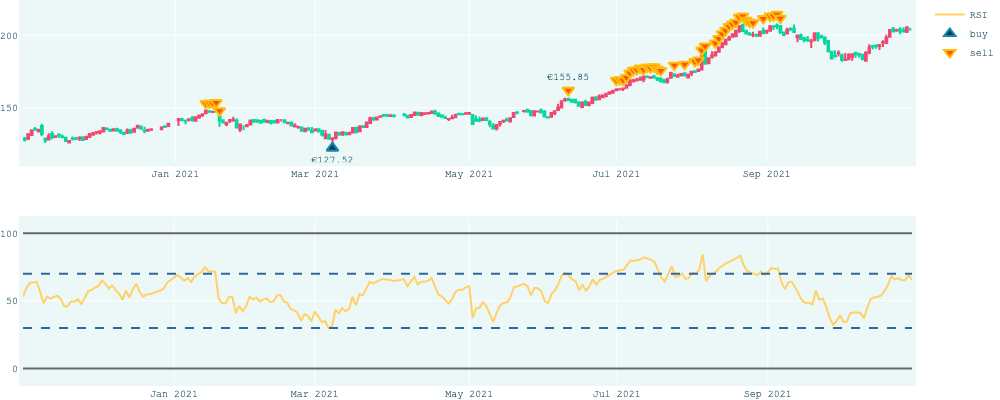 RSI
buy
sell
200
150
€155.85
€127.52
Jan 2021
Mar 2021
May 2021
Jul 2021
Sep 2021
100
50
0
Jan 2021
Mar 2021
May 2021
Jul 2021
Sep 2021